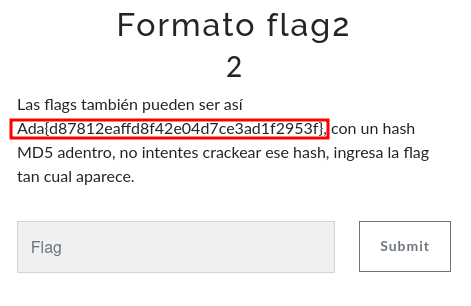 Formato flag2
2
Las flags también pueden ser así
Ada{d87812eaffd8f42e04d7ce3ad1f2953f}, con un hash
MD5 adentro, no intentes crackear ese hash, ingresa la flag
tan cual aparece.
Flag
Submit